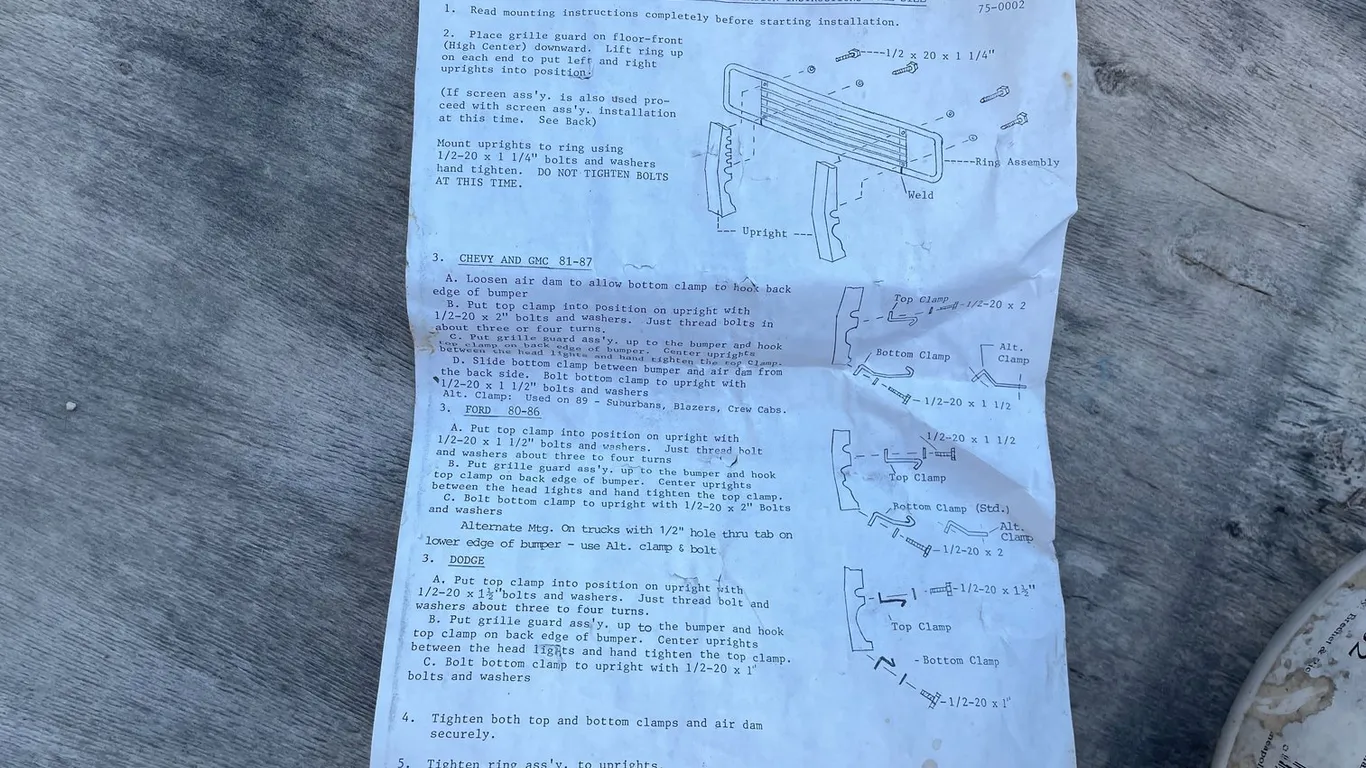 75-0002
1. Read mounting instructions completely before starting installation.
2. Place grille guard on floor-front
(High Center) downward. Lift ring up
on each end to put left and right
uprights into position.
(If screen ass'y. is also used pro-
ceed with screen ass'y. installation
at this time. See Back)
Mount uprights to ring using
1/2-20 x 1 1/4" bolts and washers
hand tighten. DO NOT TIGHTEN BOLTS
AT THIS TIME.
1/2 x 20 x 1 1/4"
Ring Assembly
Weld
Upright
3. CHEVY AND GMC 81-87
A. Loosen air dam to allow bottom clamp to hook back
edge of bumper
B. Put top clamp into position on upright with
1/2-20 x 2" bolts and washers. Just thread bolts in
about three or four turns.
C. Put grille guard ass'y. up to the bumper and hook
top clamp on back edge of bumper. Center uprights
between the head lights and hand tighten the top clamp.
D. Slide bottom clamp between bumper and air dam from
the back side. Bolt bottom clamp to upright with
1/2-20 x 1 1/2" bolts and washers
Alt. Clamp: Used on 89 - Suburbans, Blazers, Crew Cabs.
Top Clamp
1/2-20 x 2
Bottom Clamp
Alt.
Clamp
1/2-20 x 1 1/2
3. FORD 80-86
A. Put top clamp into position on upright with
1/2-20 x 1 1/2" bolts and washers. Just thread bolt
and washers about three to four turns
B. Put grille guard ass'y. up to the bumper and hook
top clamp on back edge of bumper. Center uprights
between the head lights and hand tighten the top clamp.
C. Bolt bottom clamp to upright with 1/2-20 x 2" Bolts
and washers
Alternate Mtg. On trucks with 1/2" hole thru tab on
lower edge of bumper - use Alt. clamp & bolt
1/2-20 x 1 1/2
Top Clamp
Bottom Clamp (Std.)
Alt.
Clamp
1/2-20 x 2
3. DODGE
A. Put top clamp into position on upright with
1/2-20 x 1½" bolts and washers. Just thread bolt and
washers about three to four turns.
B. Put grille guard ass'y. up to the bumper and hook
top clamp on back edge of bumper. Center uprights
between the head lights and hand tighten the top clamp.
C. Bolt bottom clamp to upright with 1/2-20 x 1"
bolts and washers
1/2-20 x 1½"
Top Clamp
Bottom Clamp
1/2-20 x 1"
4. Tighten both top and bottom clamps and air dam
securely.
5. Tighten ring ass'y. to uprights.